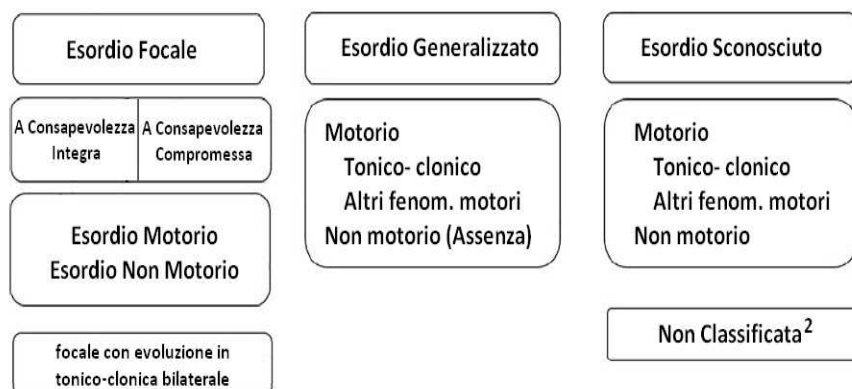 Esordio Focale
A Consapevolezza
Integra
A Consapevolezza
Compromessa
Esordio Motorio
Esordio Non Motorio
focale con evoluzione in
tonico-clonica bilaterale
Esordio Generalizzato
Motorio
Tonico- clonico
Altri fenom. motori
Non motorio (Assenza)
Esordio Sconosciuto
Motorio
Tonico- clonico
Altri fenom. motori
Non motorio
Non Classificata²